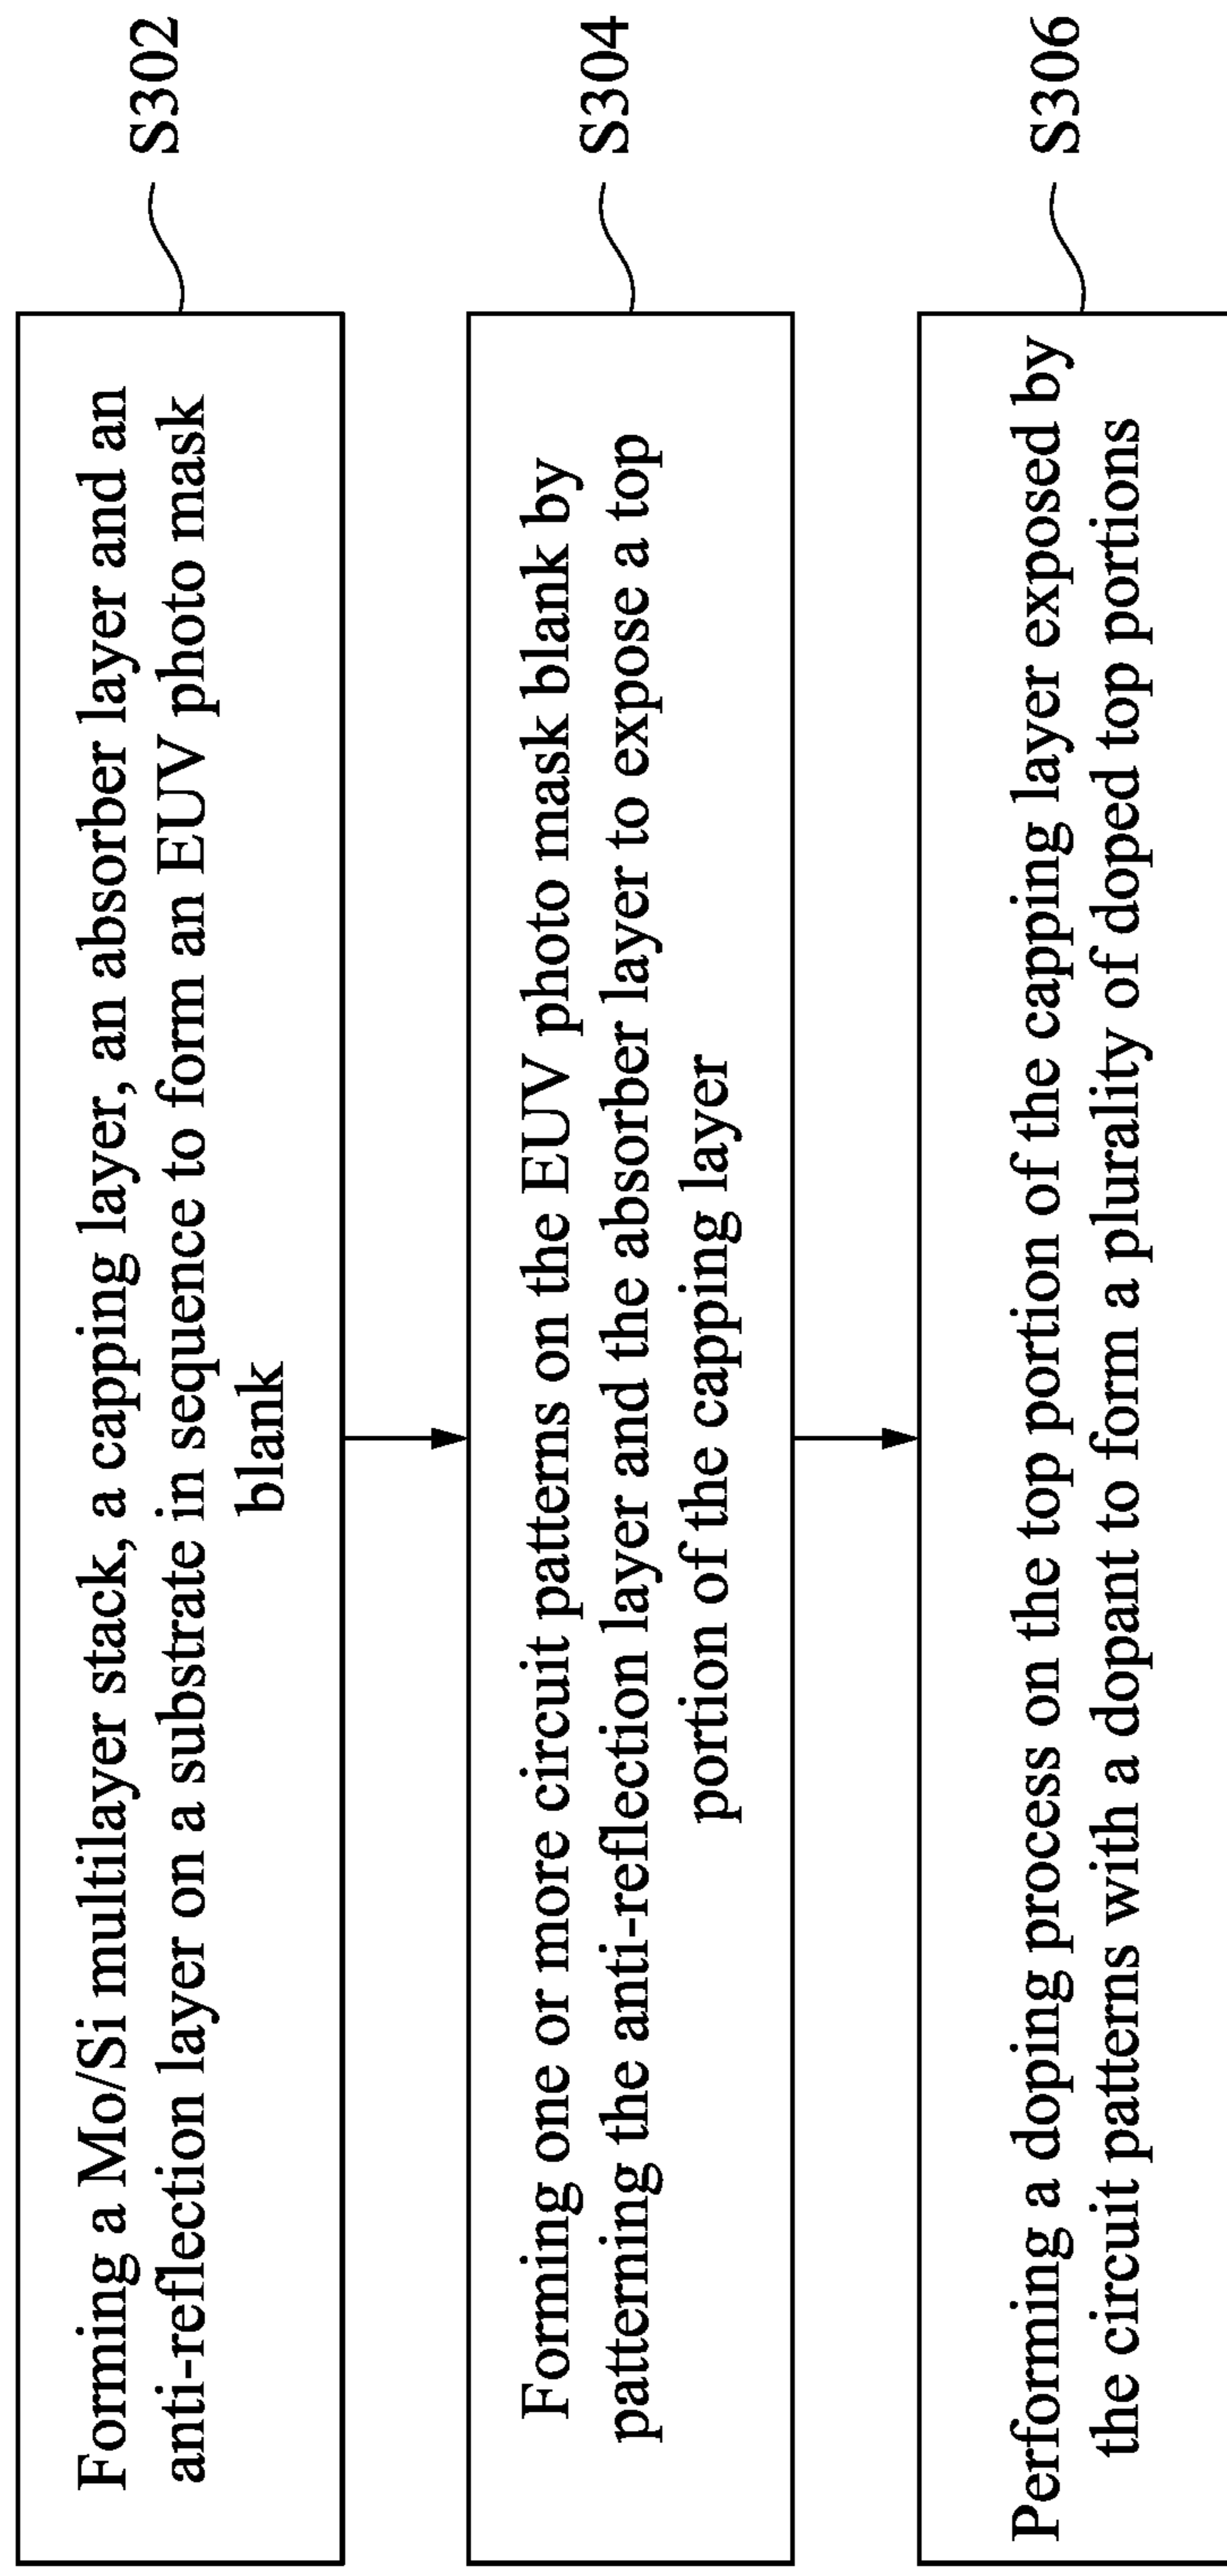 Forming a Mo/Si multilayer stack, a capping layer, an absorber layer and an
anti-reflection layer on a substrate in sequence to form an EUV photo mask
blank
S302
Forming one or more circuit patterns on the EUV photo mask blank by
patterning the anti-reflection layer and the absorber layer to expose a top
portion of the capping layer
S304
Performing a doping process on the top portion of the capping layer exposed by
the circuit patterns with a dopant to form a plurality of doped top portions
S306